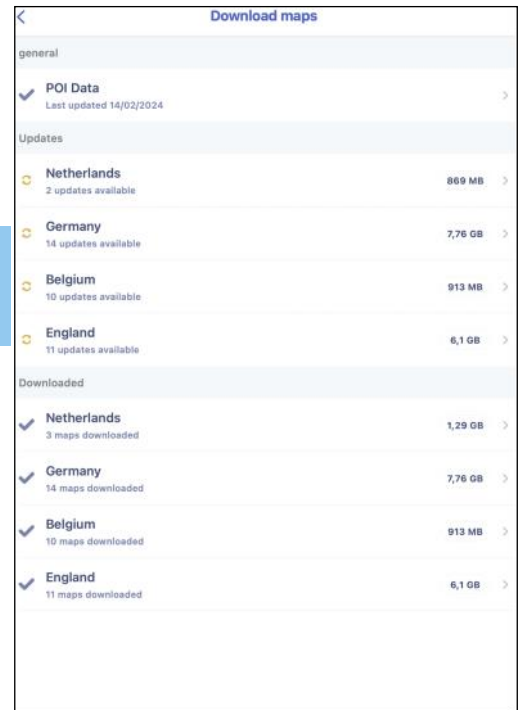 Download maps
general
POI Data
Last updated 14/02/2024
Updates
Netherlands
869 MB
2 updates available
Germany
7,76 GB
14 updates available
Belgium
913 MB
10 updates available
England
6,1 GB
11 updates available
Downloaded
Netherlands
1,29 GB
3 maps downloaded
Germany
7,76 GB
14 maps downloaded
Belgium
913 MB
10 maps downloaded
England
6,1 GB
11 maps downloaded